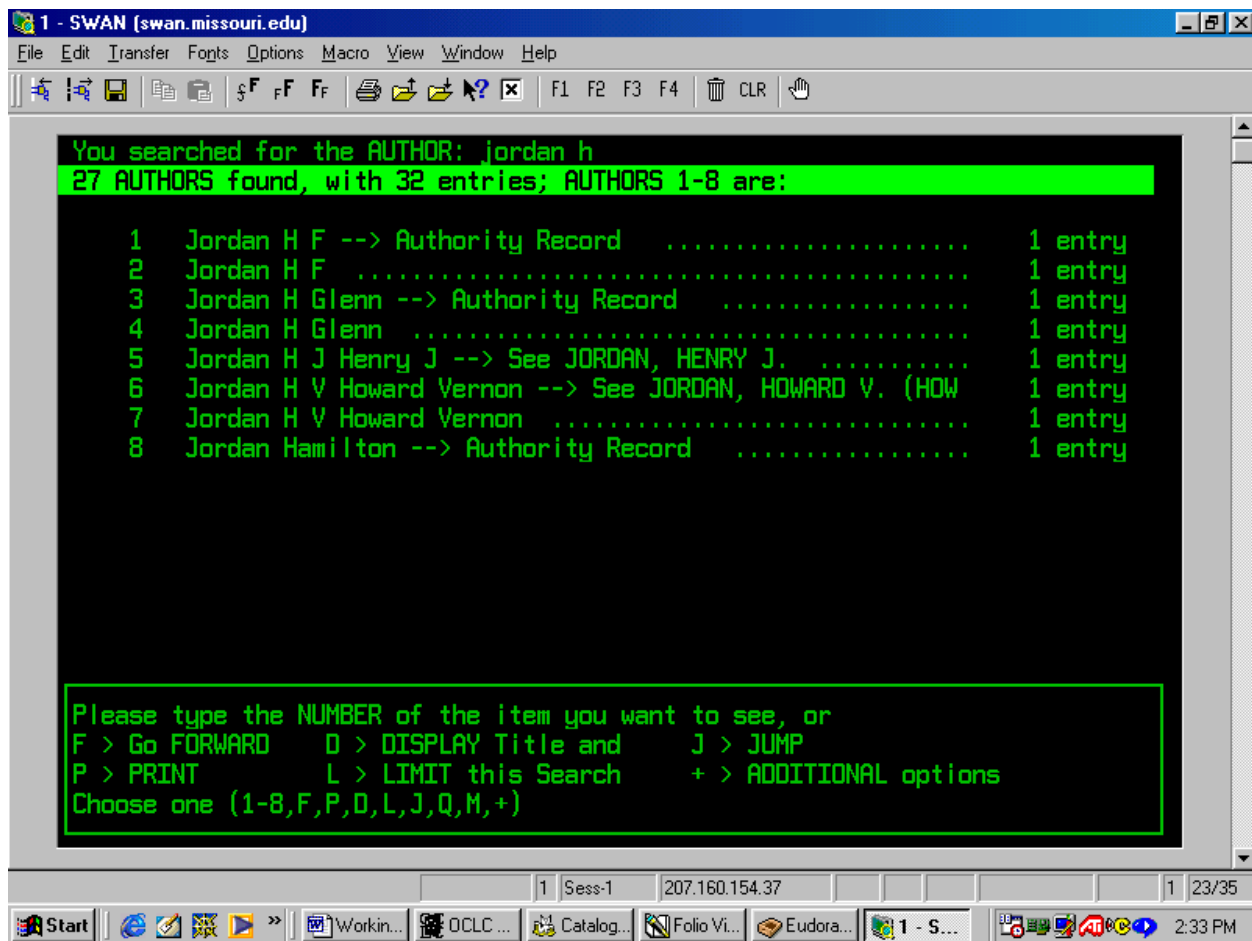 1 - SWAN (swan.missouri.edu)
File Edit Transfer Fonts Options Macro View Window Help
F1 F2 F3 F4 CLR
You searched for the AUTHOR: jordan h
27 AUTHORS found, with 32 entries; AUTHORS 1-8 are:
1 Jordan H F --> Authority Record ...................... 1 entry
2 Jordan H F ............................................ 1 entry
3 Jordan H Glenn --> Authority Record .................. 1 entry
4 Jordan H Glenn ........................................ 1 entry
5 Jordan H J Henry J --> See JORDAN, HENRY J. ........... 1 entry
6 Jordan H V Howard Vernon --> See JORDAN, HOWARD V. (HOW 1 entry
7 Jordan H V Howard Vernon .............................. 1 entry
8 Jordan Hamilton --> Authority Record ................. 1 entry
Please type the NUMBER of the item you want to see, or
F > Go FORWARD D > DISPLAY Title and J > JUMP
P > PRINT L > LIMIT this Search + > ADDITIONAL options
Choose one (1-8,F,P,D,L,J,Q,M,+)
1 Sess-1 207.160.154.37 1 23/35
Start » Workin... OCLC ... Catalog... Folio Vi... Eudora... 1 - S... 2:33 PM